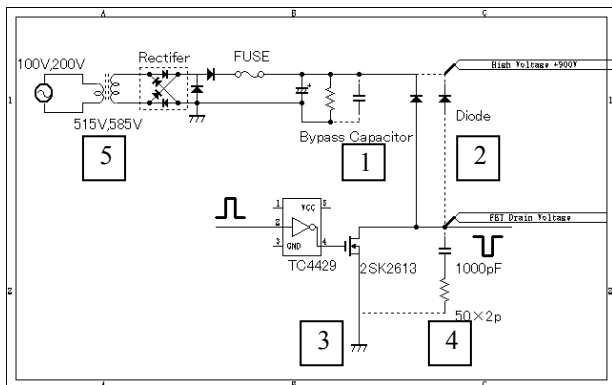 A B C
Rectifer
FUSE
100V,200V
High Voltage +900V
1 1
515V,585V
Diode
Bypass Capacitor
5
1
2
1 VCC 5
2
3 GND 4
FET Drain Voltage
TC4429
2SK2613
1000pF
2 2
50×2p
3
4
A B C